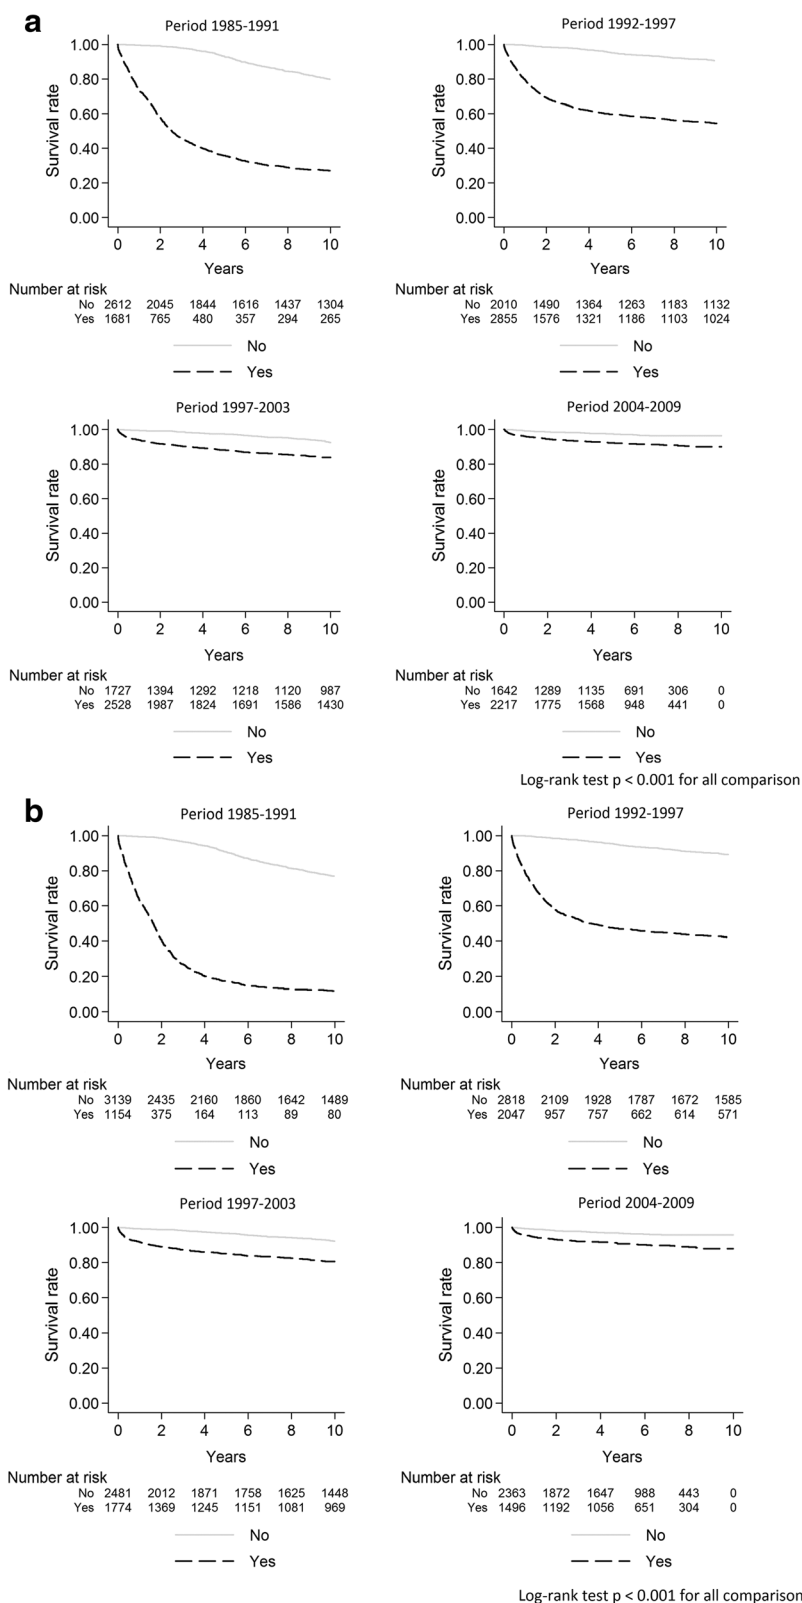 a
Period 1985-1991
Survival rate
1.00
0.80
0.60
0.40
0.20
0.00
0 2 4 6 8 10
Years
Number at risk
No 2612 2045 1844 1616 1437 1304
Yes 1681 765 480 357 294 265
No
Yes
Period 1992-1997
Survival rate
1.00
0.80
0.60
0.40
0.20
0.00
0 2 4 6 8 10
Years
Number at risk
No 2010 1490 1364 1263 1183 1132
Yes 2855 1576 1321 1186 1103 1024
No
Yes
Period 1997-2003
Survival rate
1.00
0.80
0.60
0.40
0.20
0.00
0 2 4 6 8 10
Years
Number at risk
No 1727 1394 1292 1218 1120 987
Yes 2528 1987 1824 1691 1586 1430
No
Yes
Period 2004-2009
Survival rate
1.00
0.80
0.60
0.40
0.20
0.00
0 2 4 6 8 10
Years
Number at risk
No 1642 1289 1135 691 306 0
Yes 2217 1775 1568 948 441 0
No
Yes
Log-rank test p < 0.001 for all comparison
b
Period 1985-1991
Survival rate
1.00
0.80
0.60
0.40
0.20
0.00
0 2 4 6 8 10
Years
Number at risk
No 3139 2435 2160 1860 1642 1489
Yes 1154 375 164 113 89 80
No
Yes
Period 1992-1997
Survival rate
1.00
0.80
0.60
0.40
0.20
0.00
0 2 4 6 8 10
Years
Number at risk
No 2818 2109 1928 1787 1672 1585
Yes 2047 957 757 662 614 571
No
Yes
Period 1997-2003
Survival rate
1.00
0.80
0.60
0.40
0.20
0.00
0 2 4 6 8 10
Years
Number at risk
No 2481 2012 1871 1758 1625 1448
Yes 1774 1369 1245 1151 1081 969
No
Yes
Period 2004-2009
Survival rate
1.00
0.80
0.60
0.40
0.20
0.00
0 2 4 6 8 10
Years
Number at risk
No 2363 1872 1647 988 443 0
Yes 1496 1192 1056 651 304 0
No
Yes
Log-rank test p < 0.001 for all comparison